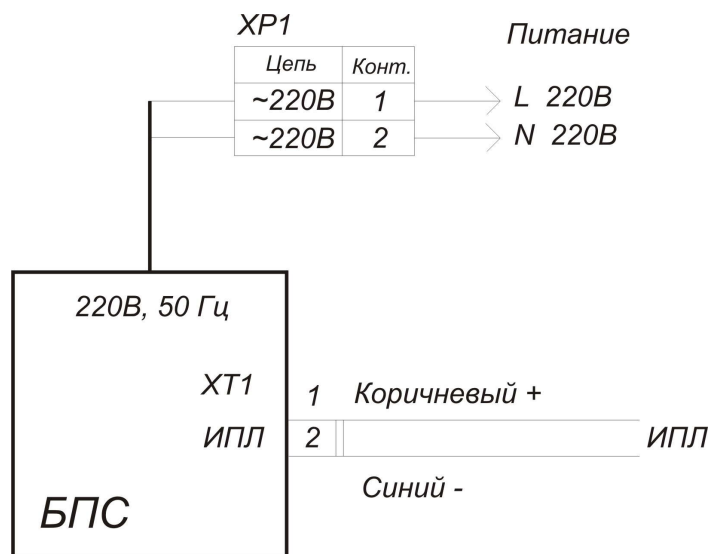 XP1
Питание
Цепь Конт.
~220В 1 L 220В
~220В 2 N 220В
220В, 50 Гц
XT1 1 Коричневый +
ИПЛ 2 ИПЛ
Синий -
БПС